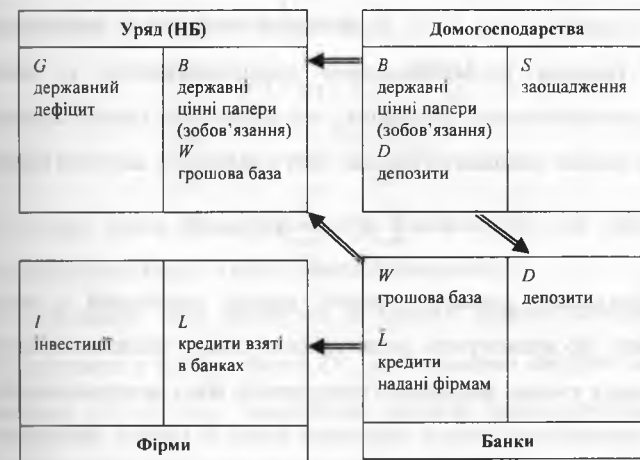 Уряд (НБ)
G
державний
дефіцит
B
державні
цінні папери
(зобов’язання)
W
грошова база
Домогосподарства
B
державні
цінні папери
(зобов’язання)
D
депозити
S
заощадження
I
інвестиції
L
кредити взяті
в банках
Фірми
W
грошова база
L
кредити
надані фірмам
D
депозити
Банки